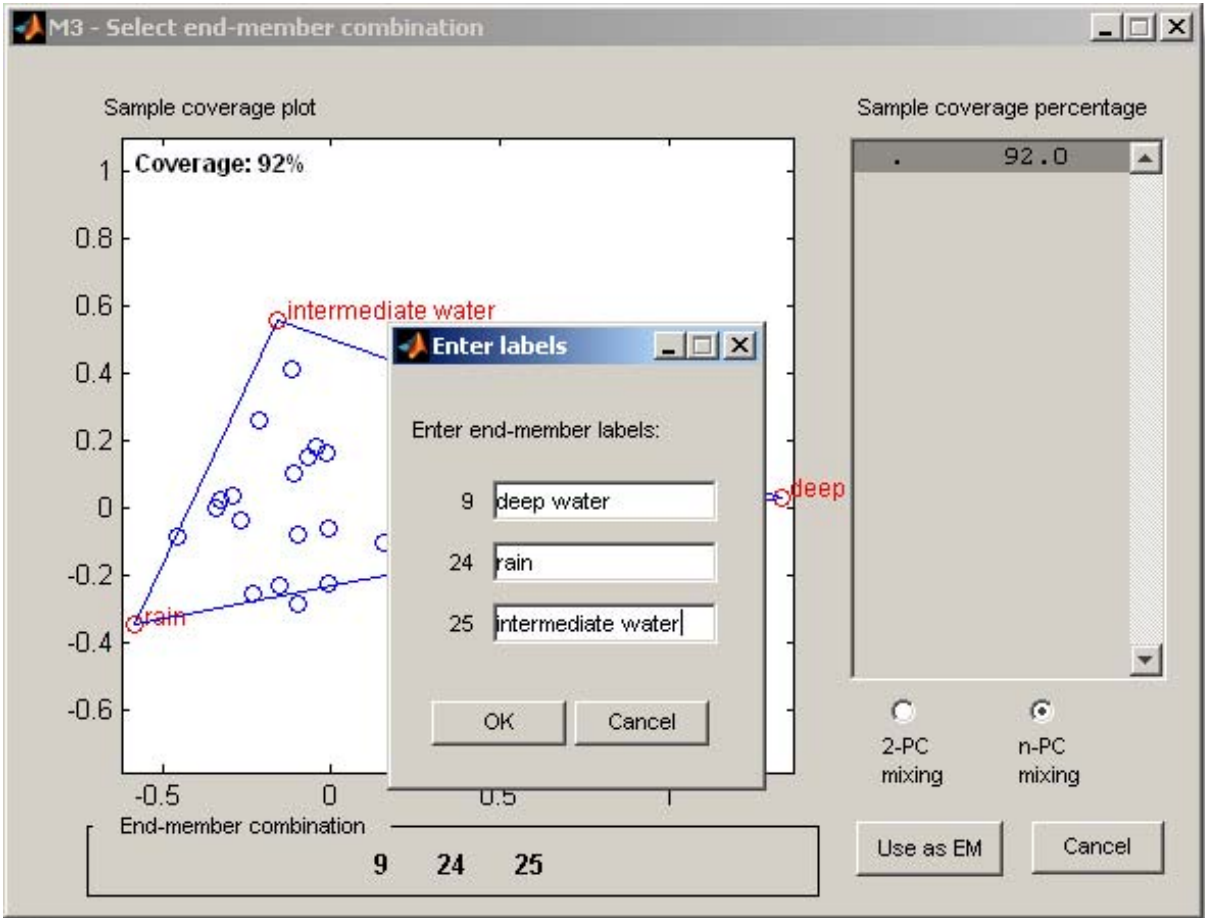 M3 - Select end-member combination
Sample coverage plot
Sample coverage percentage
Coverage: 92%
. 92.0
1
0.8
0.6
0.4
0.2
0
-0.2
-0.4
-0.6
intermediate water
deep
rain
-0.5 0 0.5 1
Enter labels
Enter end-member labels:
9 deep water
24 rain
25 intermediate water
OK Cancel
2-PC mixing
n-PC mixing
End-member combination
9 24 25
Use as EM
Cancel